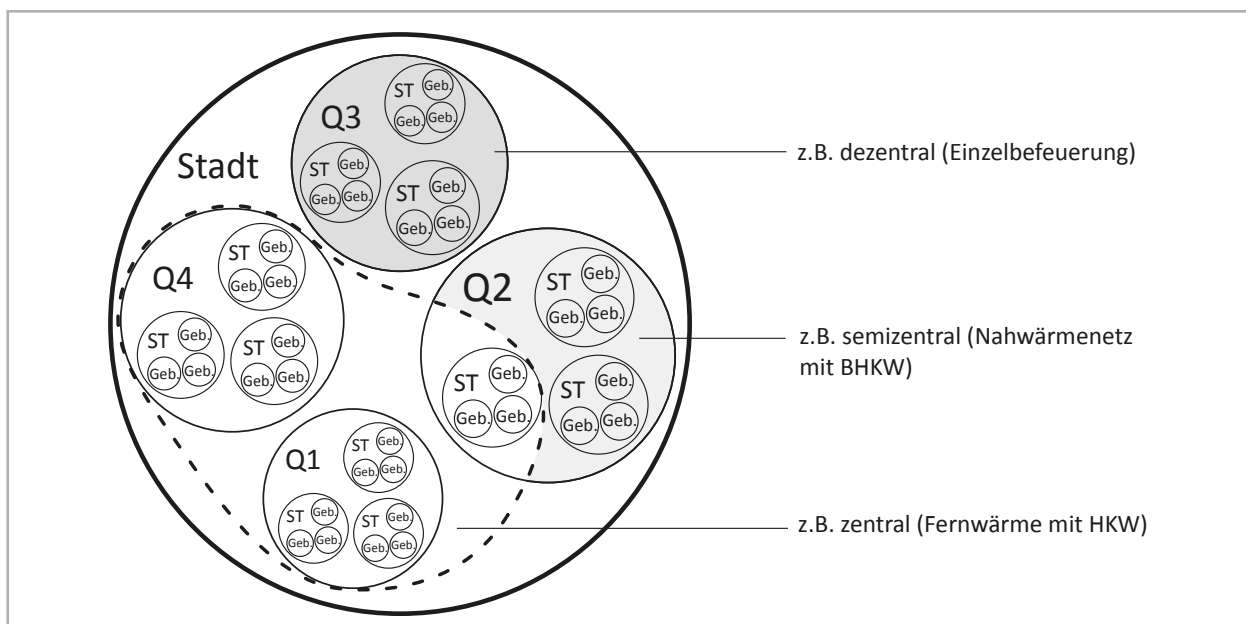 Stadt
Q3
ST
Geb.
Geb. Geb.
ST
Geb.
Geb. Geb.
ST
Geb.
Geb. Geb.
z.B. dezentral (Einzelbefeuerung)
Q4
ST
Geb.
Geb. Geb.
ST
Geb.
Geb. Geb.
ST
Geb.
Geb. Geb.
Q2
ST
Geb.
Geb. Geb.
ST
Geb.
Geb. Geb.
ST
Geb.
Geb. Geb.
z.B. semizentral (Nahwärmenetz
mit BHKW)
Q1
ST
Geb.
Geb. Geb.
ST
Geb.
Geb. Geb.
ST
Geb.
Geb. Geb.
z.B. zentral (Fernwärme mit HKW)